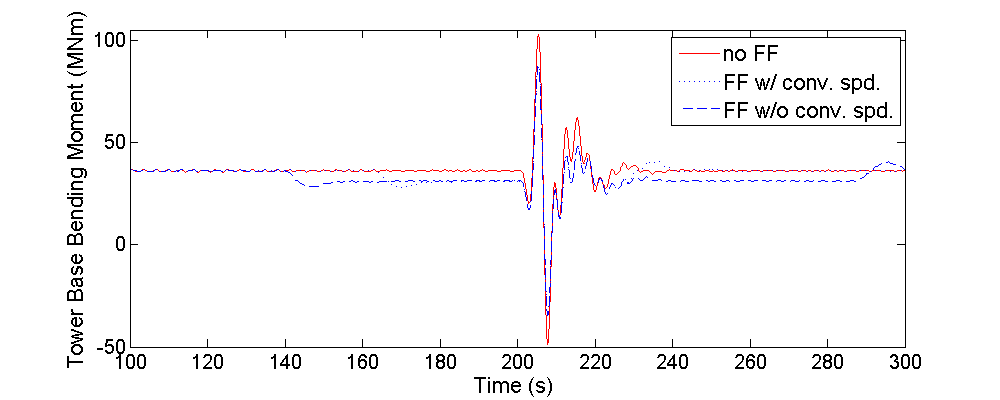 Tower Base Bending Moment (MNm)
100
50
0
-50
no FF
FF w/ conv. spd.
FF w/o conv. spd.
100 120 140 160 180 200 220 240 260 280 300
Time (s)